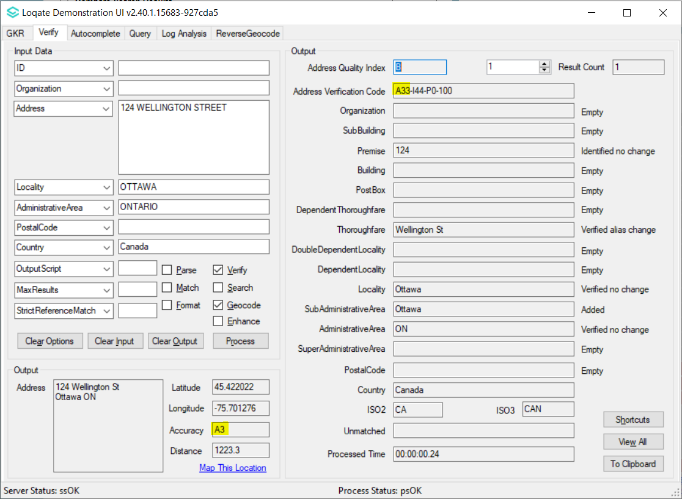 Loqate Demonstration UI v2.40.1.15683-927cda5
GKR Verify Autocomplete Query Log Analysis ReverseGeocode
Input Data
ID
Organization
Address 124 WELLINGTON STREET
Locality OTTAWA
AdministrativeArea ONTARIO
PostalCode
Country Canada
OutputScript Parse Verify
MaxResults Match Search
StrictReferenceMatch Format Geocode
Enhance
Clear Options Clear Input Clear Output Process
Output
Address 124 Wellington St
Ottawa ON
Latitude 45.422022
Longitude -75.701276
Accuracy A3
Distance 1223.3
Map This Location
Output
Address Quality Index B 1 Result Count 1
Address Verification Code A33-I44-P0-100
Organization Empty
SubBuilding Empty
Premise 124 Identified no change
Building Empty
PostBox Empty
DependentThoroughfare Empty
Thoroughfare Wellington St Verified alias change
DoubleDependentLocality Empty
DependentLocality Empty
Locality Ottawa Verified no change
SubAdministrativeArea Ottawa Added
AdministrativeArea ON Verified no change
SuperAdministrativeArea Empty
PostalCode Empty
Country Canada
ISO2 CA ISO3 CAN
Unmatched
Processed Time 00:00:00.24
Shortcuts
View All
To Clipboard
Server Status: ssOK Process Status: psOK